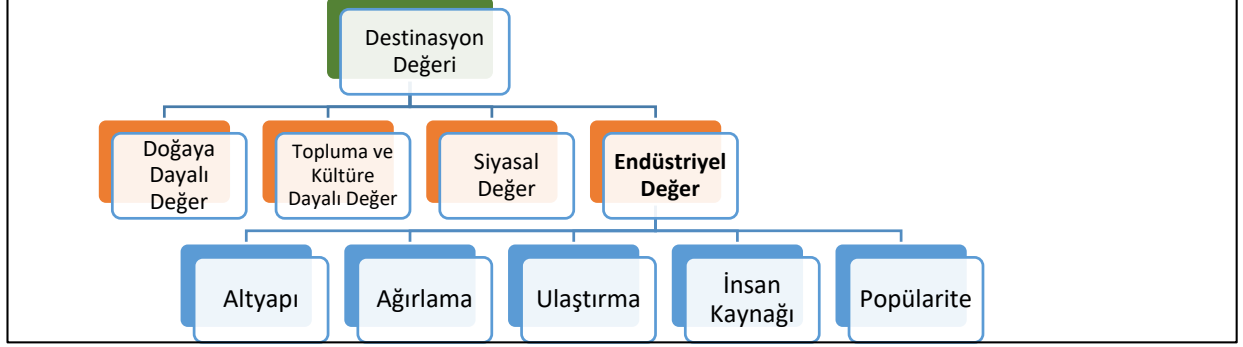 Destinasyon
Değeri
Doğaya
Dayalı
Değer
Topluma ve
Kültüre
Dayalı Değer
Siyasal
Değer
Endüstriyel
Değer
Altyapı
Ağırlama
Ulaştırma
İnsan
Kaynağı
Popülarite